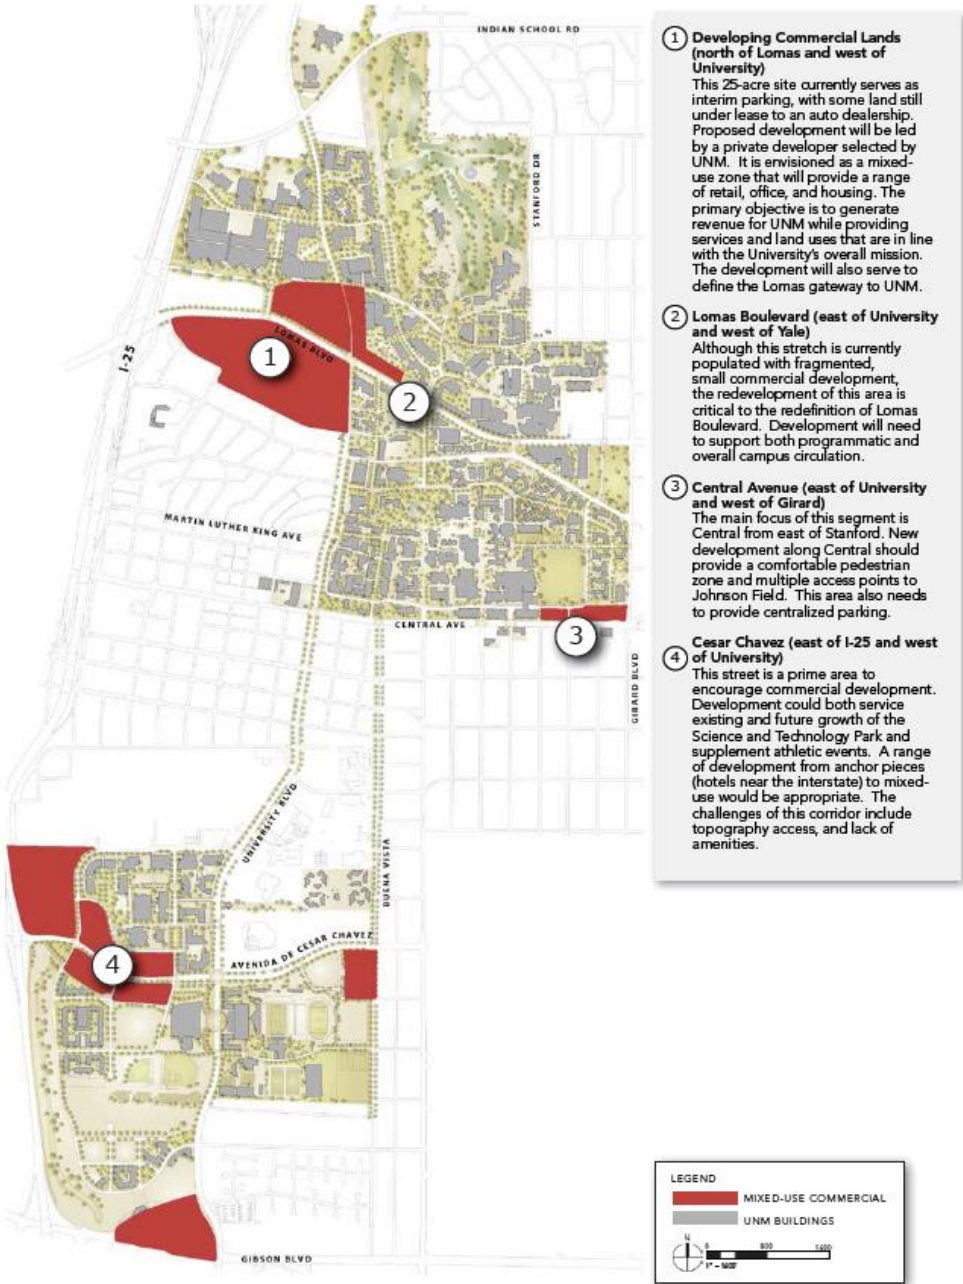 INDIAN SCHOOL RD
STANFORD DR
I-25
LOMAS BLVD
1
2
MARTIN LUTHER KING AVE
CENTRAL AVE
3
GIRARD BLVD
UNIVERSITY BLVD
BUENA VISTA
AVENIDA DE CESAR CHAVEZ
4
GIBSON BLVD
1 Developing Commercial Lands
(north of Lomas and west of
University)
This 25-acre site currently serves as
interim parking, with some land still
under lease to an auto dealership.
Proposed development will be led
by a private developer selected by
UNM. It is envisioned as a mixed-
use zone that will provide a range
of retail, office, and housing. The
primary objective is to generate
revenue for UNM while providing
services and land uses that are in line
with the University's overall mission.
The development will also serve to
define the Lomas gateway to UNM.
2 Lomas Boulevard (east of University
and west of Yale)
Although this stretch is currently
populated with fragmented,
small commercial development,
the redevelopment of this area is
critical to the redefinition of Lomas
Boulevard. Development will need
to support both programmatic and
overall campus circulation.
3 Central Avenue (east of University
and west of Girard)
The main focus of this segment is
Central from east of Stanford. New
development along Central should
provide a comfortable pedestrian
zone and multiple access points to
Johnson Field. This area also needs
to provide centralized parking.
Cesar Chavez (east of I-25 and west
4 of University)
This street is a prime area to
encourage commercial development.
Development could both service
existing and future growth of the
Science and Technology Park and
supplement athletic events. A range
of development from anchor pieces
(hotels near the interstate) to mixed-
use would be appropriate. The
challenges of this corridor include
topography access, and lack of
amenities.
LEGEND
MIXED-USE COMMERCIAL
UNM BUILDINGS
N
0 800 1600
1" = 1600'